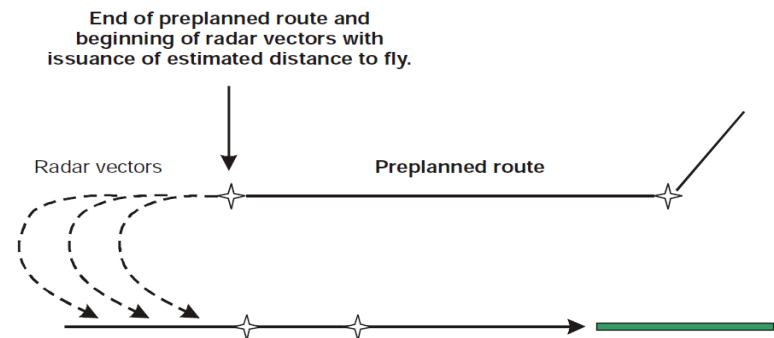 End of preplanned route and
beginning of radar vectors with
issuance of estimated distance to fly.
Radar vectors
Preplanned route